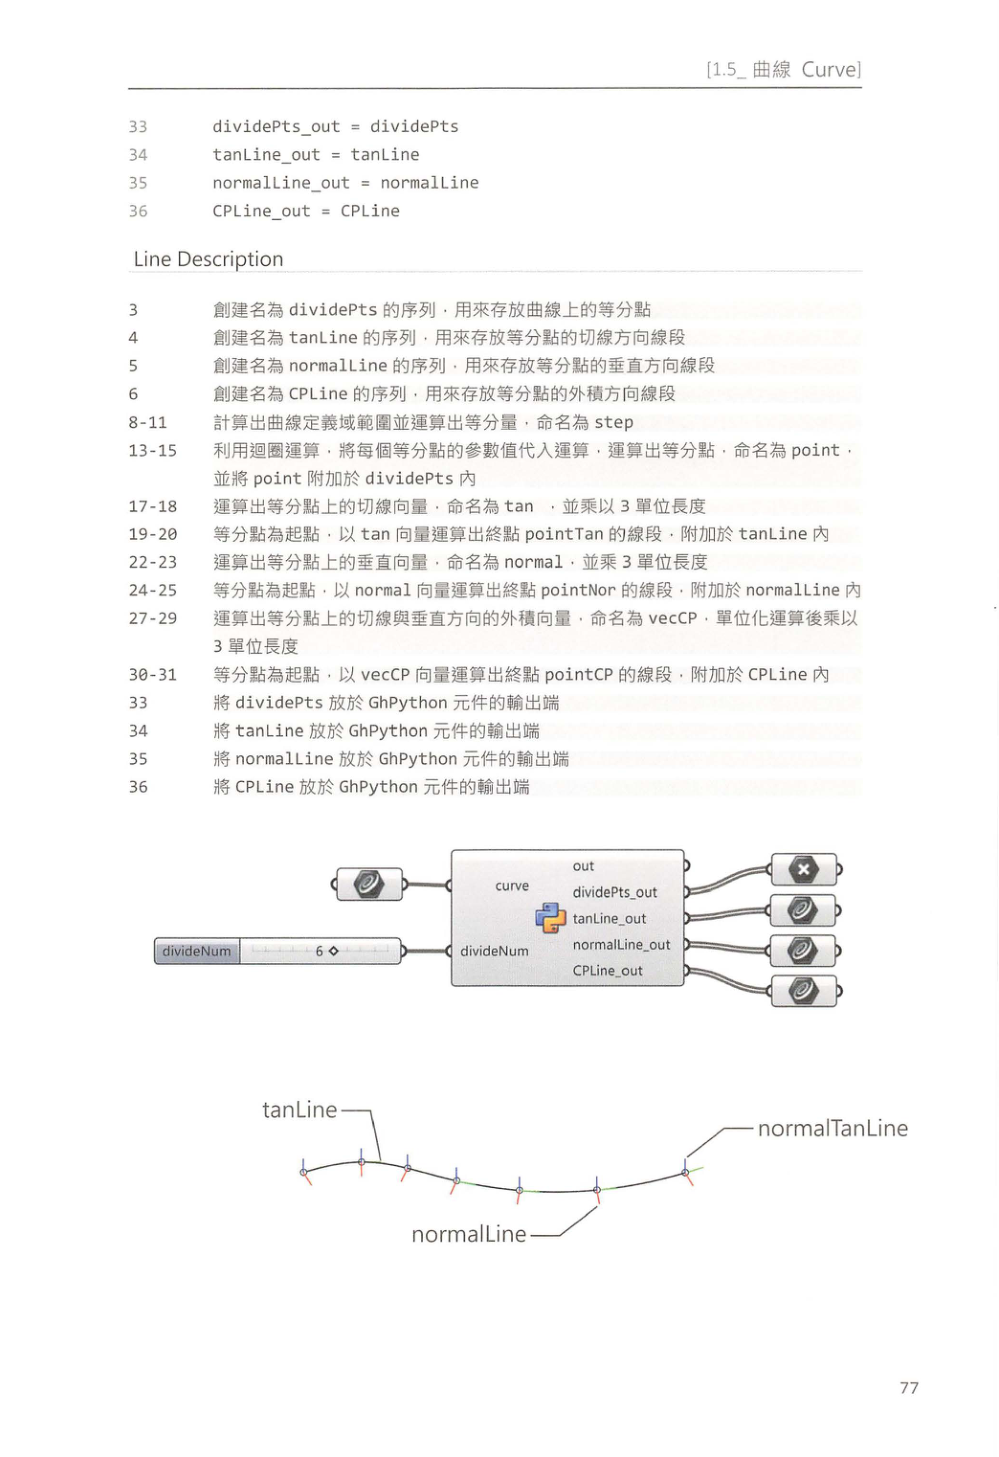 [1.5_ 曲線 Curve]
33 dividePts_out = dividePts
34 tanLine_out = tanLine
35 normalLine_out = normalLine
36 CPLine_out = CPLine
Line Description
3 創建名為 dividePts 的序列，用來存放曲線上的等分點
4 創建名為 tanLine 的序列，用來存放等分點的切線方向線段
5 創建名為 normalLine 的序列，用來存放等分點的垂直方向線段
6 創建名為 CPLine 的序列，用來存放等分點的外積方向線段
8-11 計算出曲線定義域範圍並運算出等分量，命名為 step
13-15 利用迴圈運算，將每個等分點的參數值代入運算，運算出等分點，命名為 point，
並將 point 附加於 dividePts 內
17-18 運算出等分點上的切線向量，命名為 tan ，並乘以 3 單位長度
19-20 等分點為起點，以 tan 向量運算出終點 pointTan 的線段，附加於 tanLine 內
22-23 運算出等分點上的垂直向量，命名為 normal，並乘 3 單位長度
24-25 等分點為起點，以 normal 向量運算出終點 pointNor 的線段，附加於 normalLine 內
27-29 運算出等分點上的切線與垂直方向的外積向量，命名為 vecCP，單位化運算後乘以
3 單位長度
30-31 等分點為起點，以 vecCP 向量運算出終點 pointCP 的線段，附加於 CPLine 內
33 將 dividePts 放於 GhPython 元件的輸出端
34 將 tanLine 放於 GhPython 元件的輸出端
35 將 normalLine 放於 GhPython 元件的輸出端
36 將 CPLine 放於 GhPython 元件的輸出端
out
curve
dividePts_out
tanLine_out
normalLine_out
divideNum 6
divideNum
CPLine_out
tanLine
normalTanLine
normalLine
77